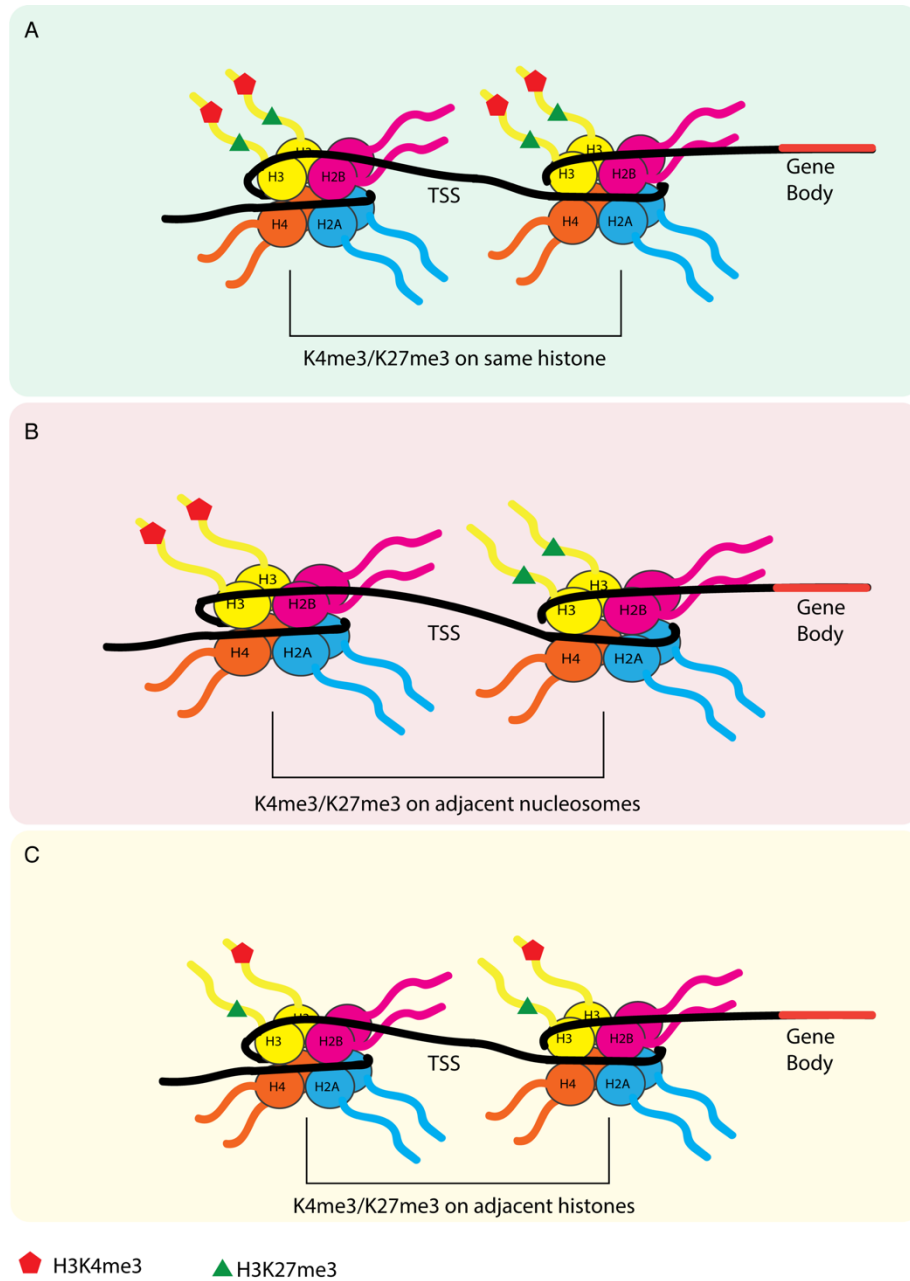 A
H3
H3
H2B
H4
H2A
TSS
H3
H3
H2B
H4
H2A
Gene
Body
K4me3/K27me3 on same histone
B
H3
H3
H2B
H4
H2A
TSS
H3
H3
H2B
H4
H2A
Gene
Body
K4me3/K27me3 on adjacent nucleosomes
C
H3
H3
H2B
H4
H2A
TSS
H3
H3
H2B
H4
H2A
Gene
Body
K4me3/K27me3 on adjacent histones
H3K4me3
H3K27me3